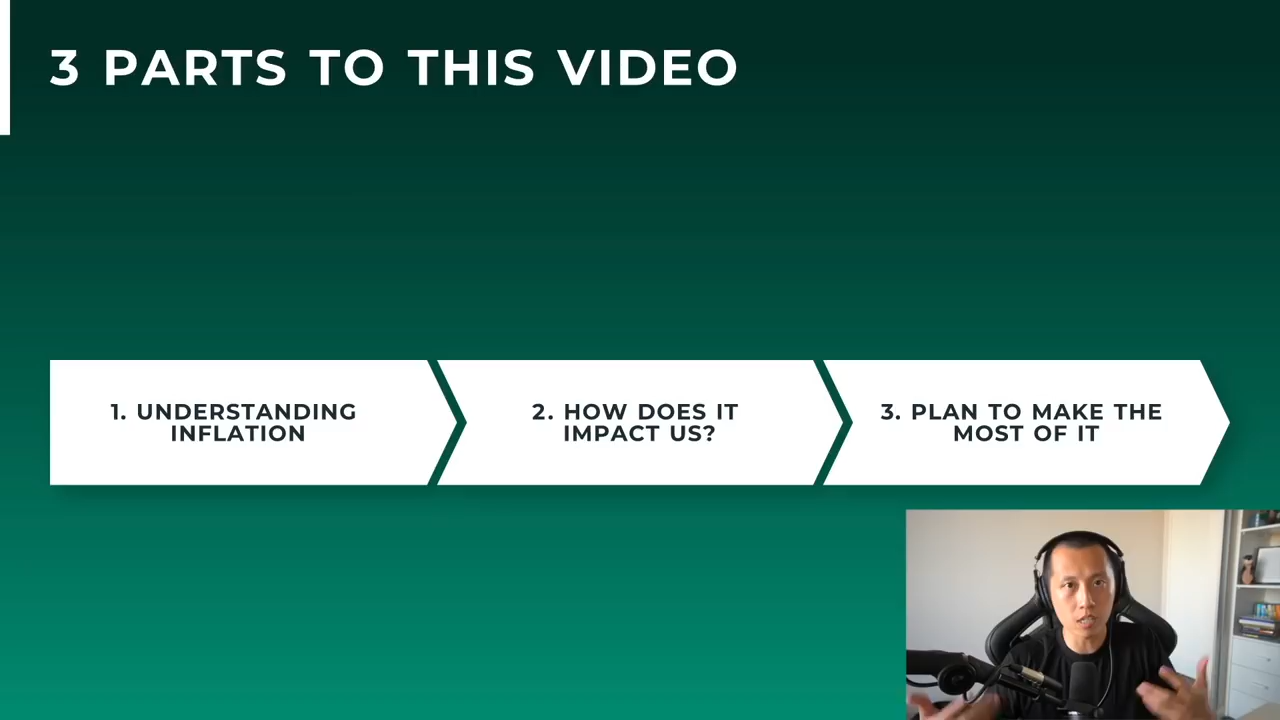 3 PARTS TO THIS VIDEO
1. UNDERSTANDING
INFLATION
2. HOW DOES IT
IMPACT US?
3. PLAN TO MAKE THE
MOST OF IT